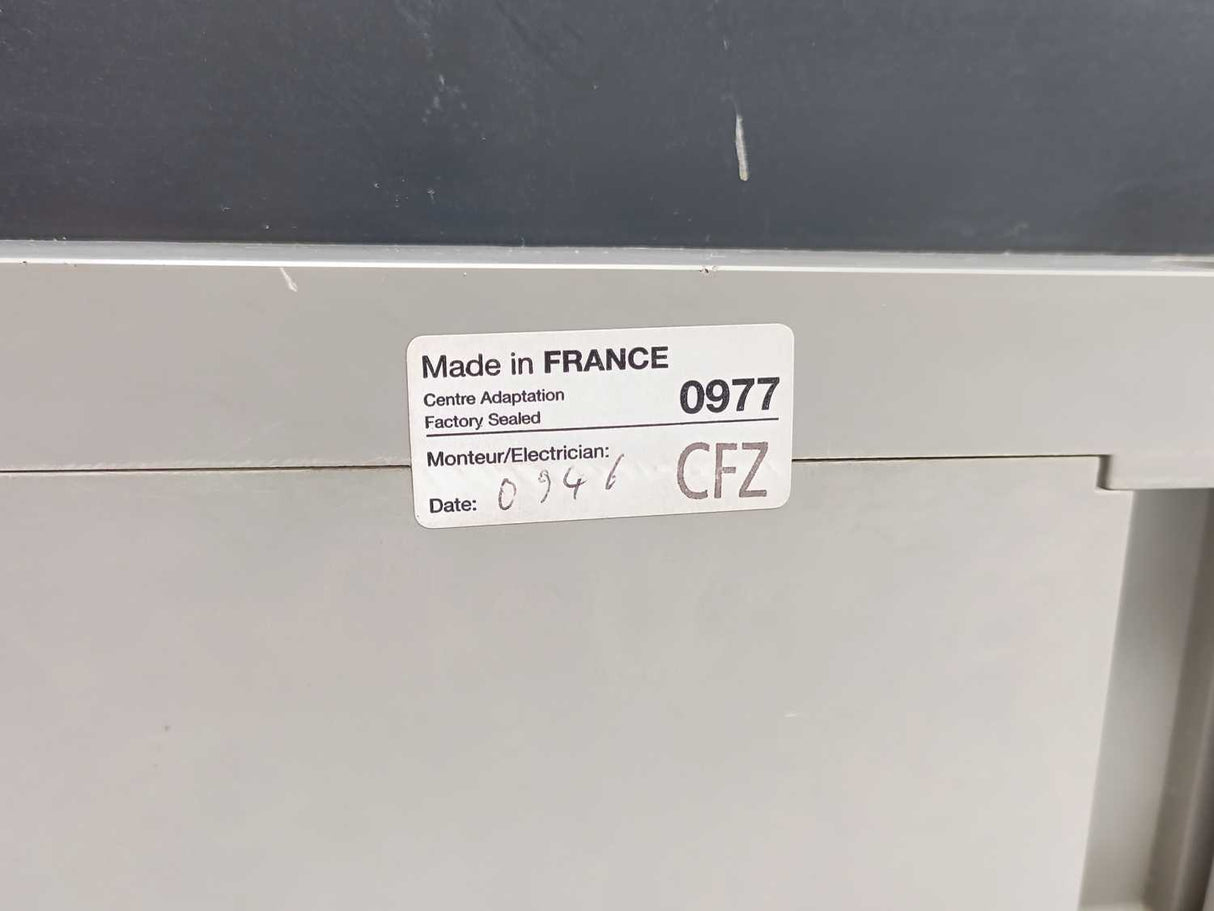 Made in FRANCE
Centre Adaptation
Factory Sealed
0977
Monteur/Electrician:
CFZ
Date: 0946